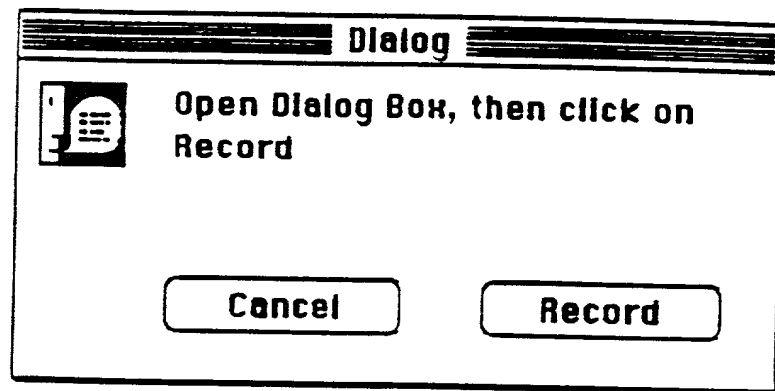 Dialog
Open Dialog Box, then click on
Record
Cancel
Record